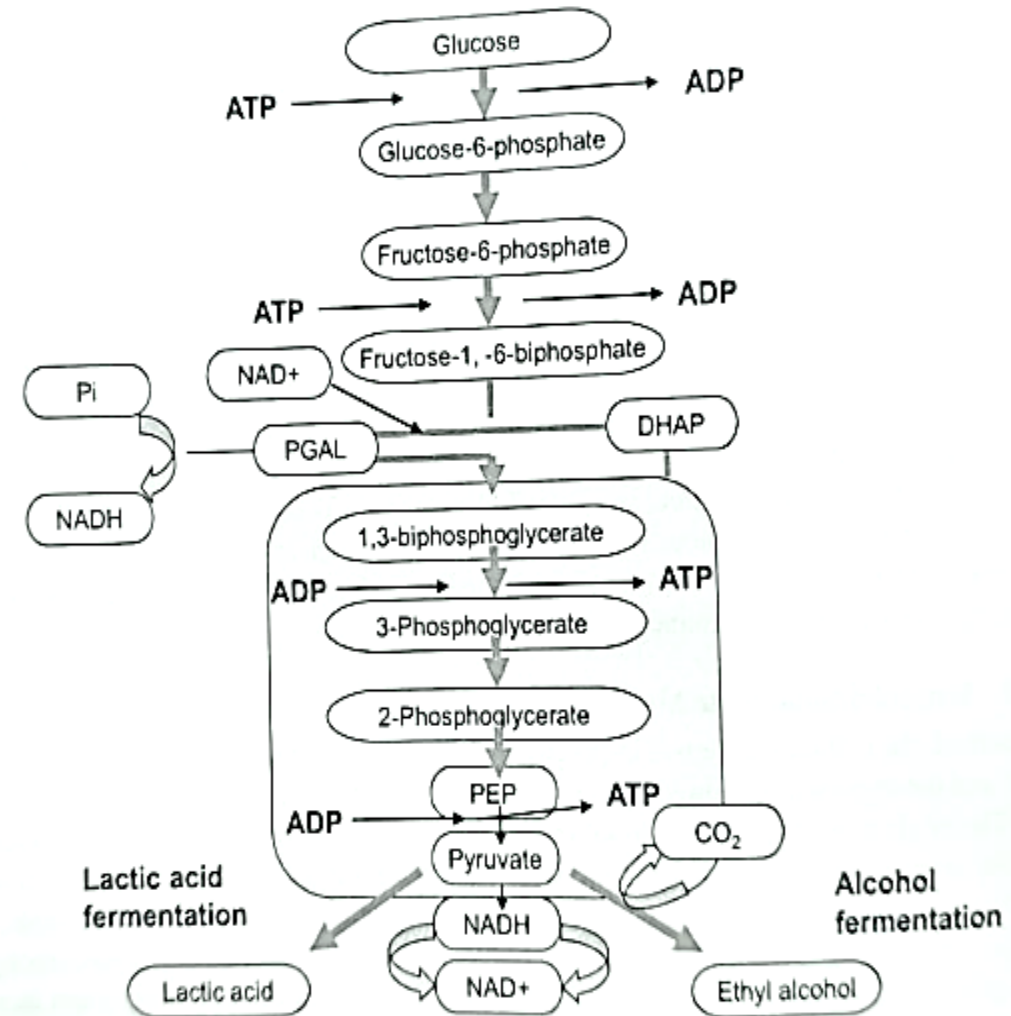 Glucose
ATP
ADP
Glucose-6-phosphate
Fructose-6-phosphate
ATP
ADP
Fructose-1, -6-biphosphate
NAD+
Pi
DHAP
PGAL
NADH
1,3-biphosphoglycerate
ADP
ATP
3-Phosphoglycerate
2-Phosphoglycerate
PEP
ATP
ADP
CO₂
Pyruvate
Lactic acid
fermentation
Alcohol
fermentation
NADH
NAD+
Lactic acid
Ethyl alcohol